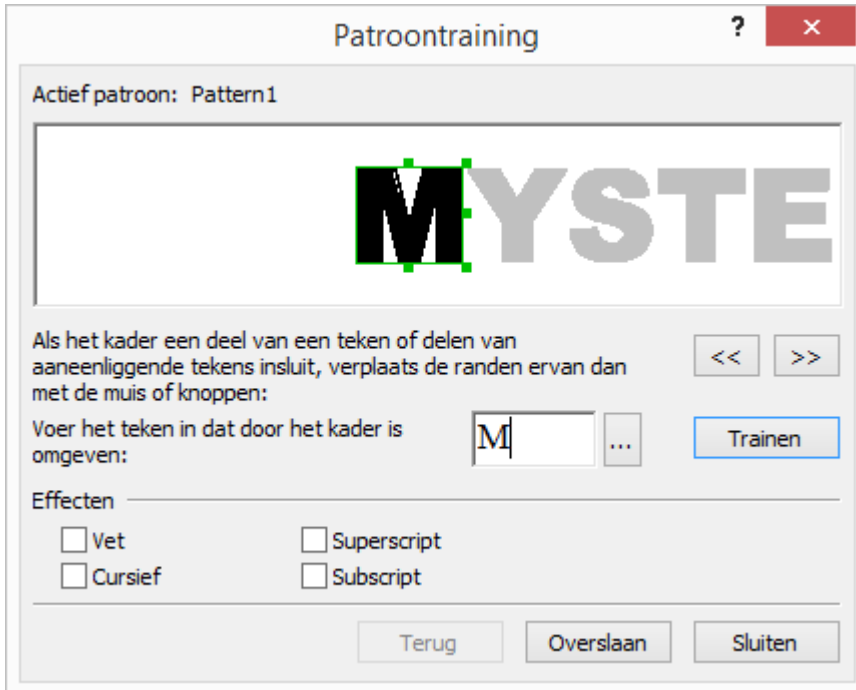 Patroontraining
?
Actief patroon: Pattern1
MYSTE
Als het kader een deel van een teken of delen van
aaneenliggende tekens insluit, verplaats de randen ervan dan
met de muis of knoppen:
<< >>
Voer het teken in dat door het kader is
omgeven:
M ... Trainen
Effecten
Vet Superscript
Cursief Subscript
Terug Overslaan Sluiten